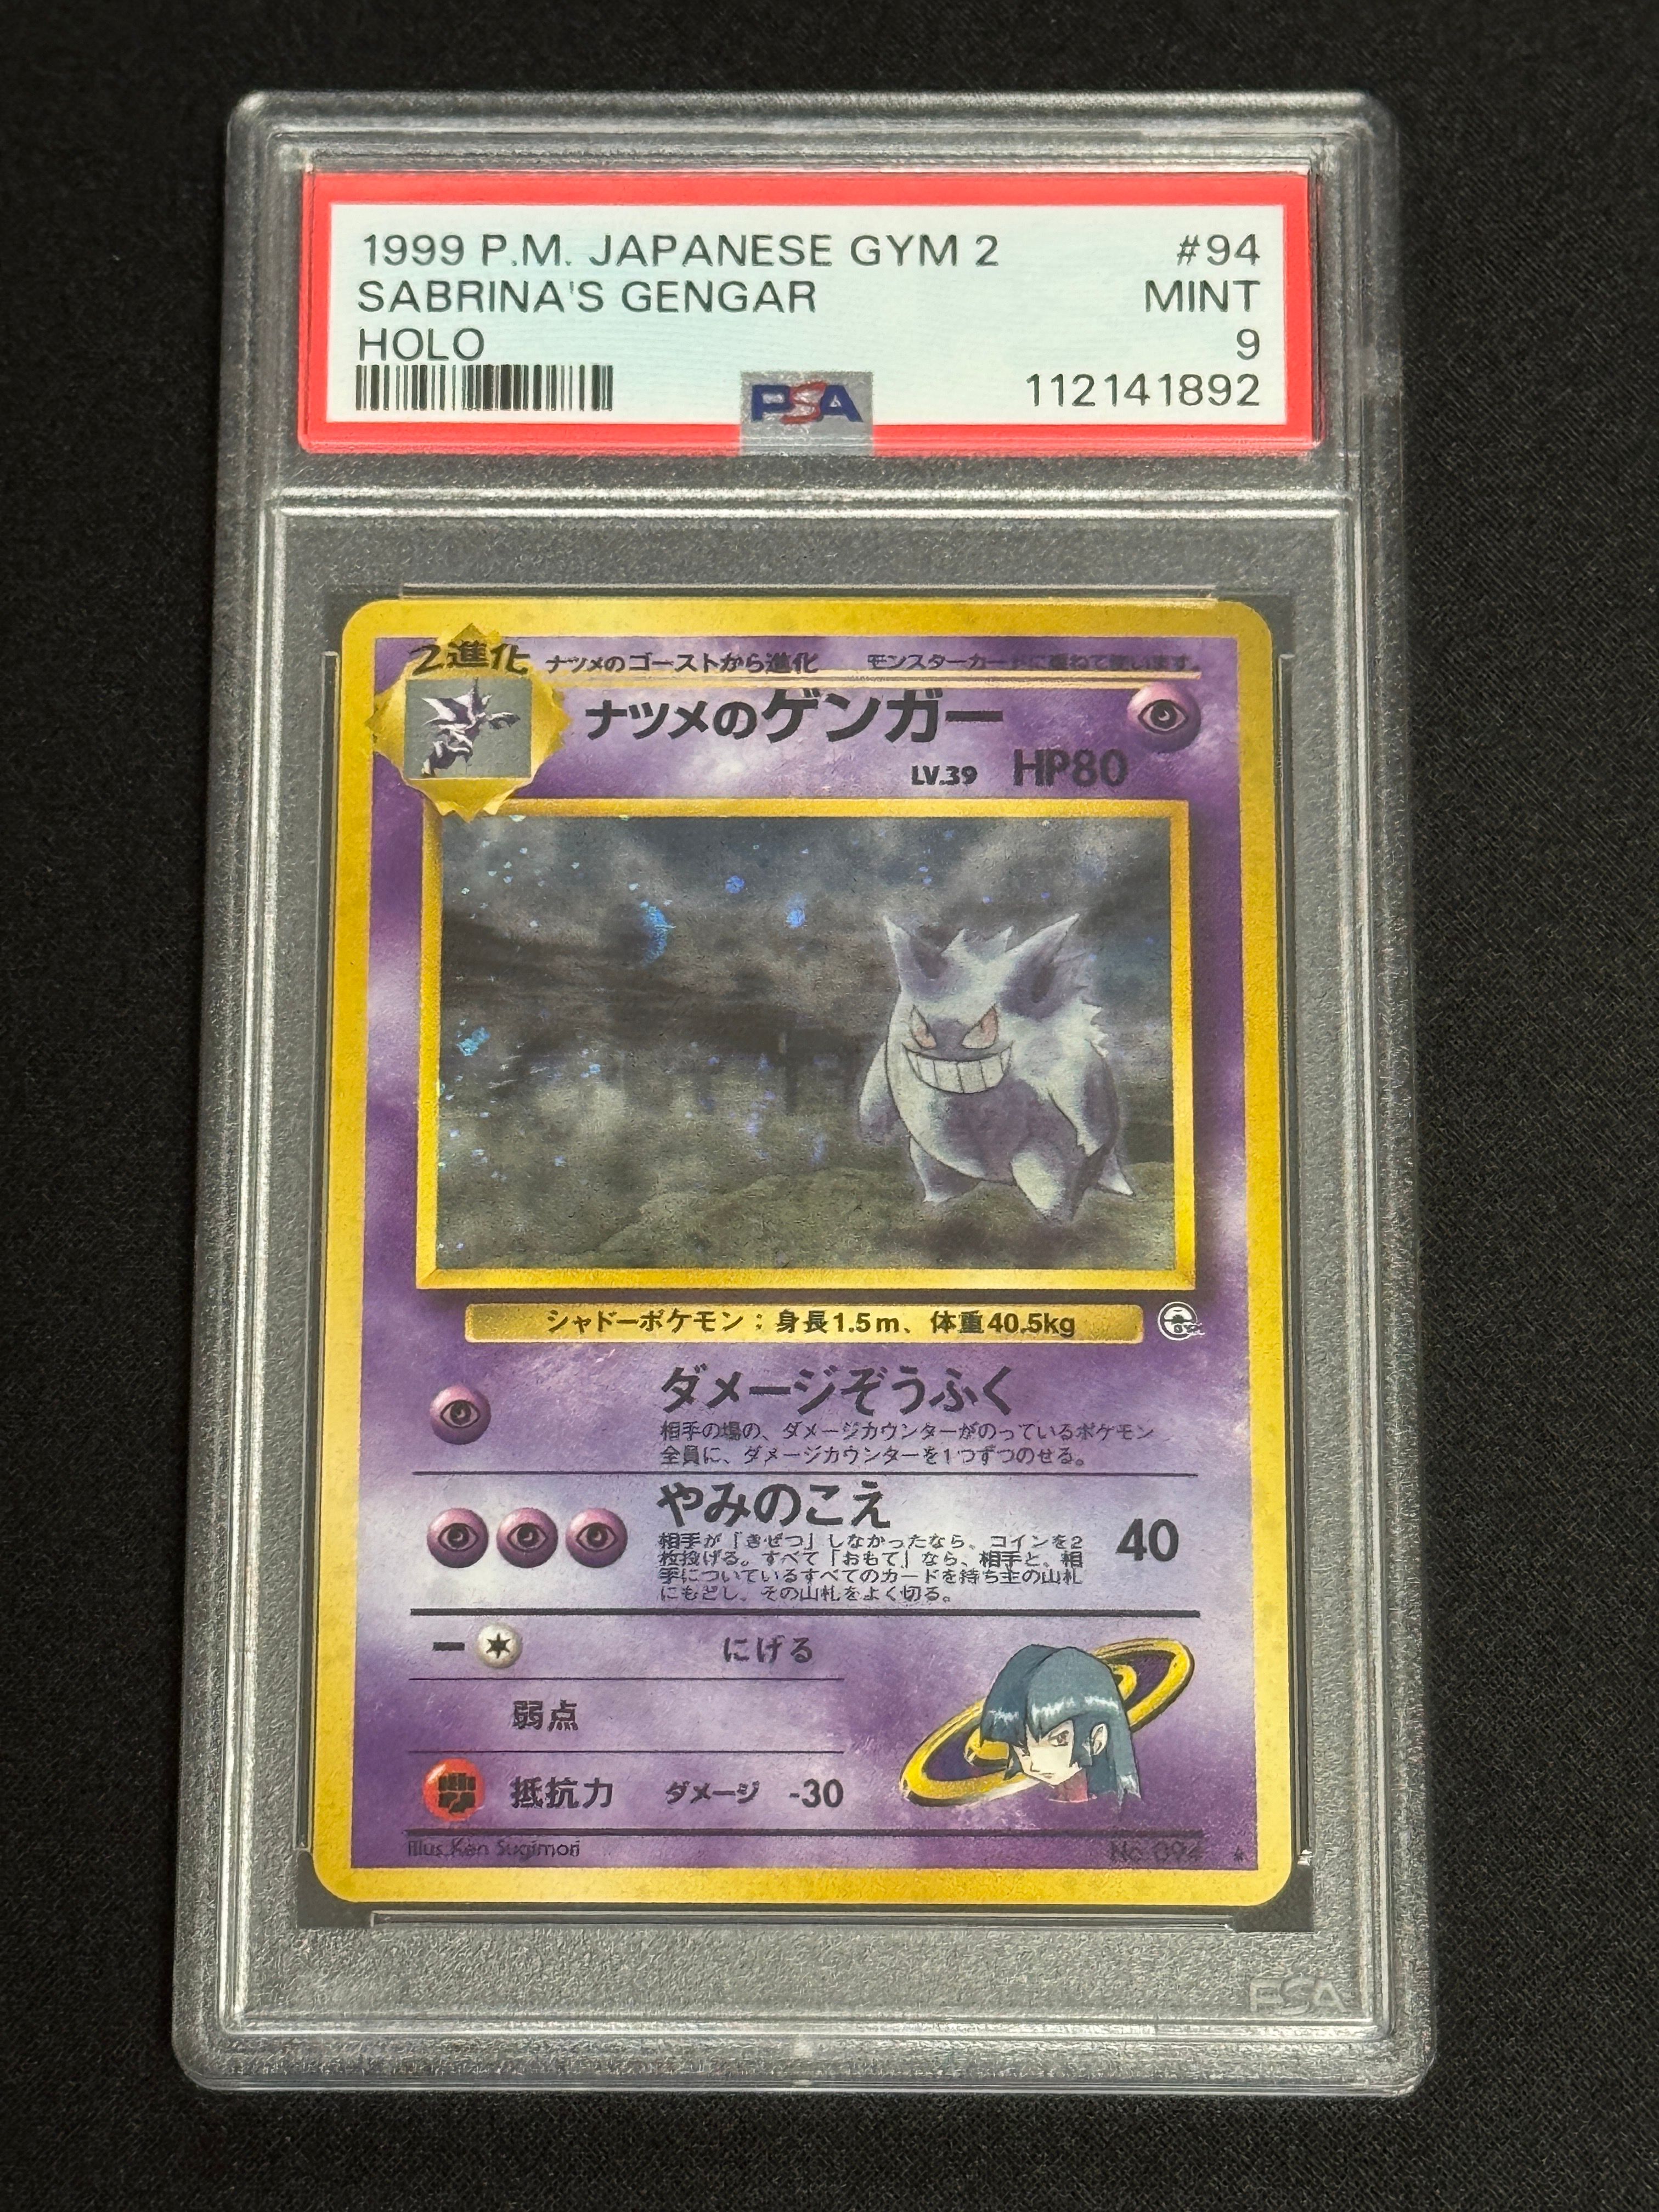 1999 P.M. JAPANESE GYM 2 #94
SABRINA'S GENGAR MINT
HOLO 9
112141892
PSA
2進化 ナツメのゴーストから進化 モンスターカードに重ねて使います。
ナツメのゲンガー
LV.39 HP80
シャドーポケモン：身長1.5m、体重40.5kg
GYM
ダメージぞうふく
相手の場の、ダメージカウンターがのっているポケモン
全員に、ダメージカウンターを1つずつのせる。
やみのこえ 40
相手が「きぜつ」しなかったなら、コインを2
枚投げる。すべて「おもて」なら、相手と、相
手についているすべてのカードを持ち主の山札
にもどし、その山札をよく切る。
にげる
弱点
抵抗力 ダメージ -30
Illus. Ken Sugimori No. 094
PSA